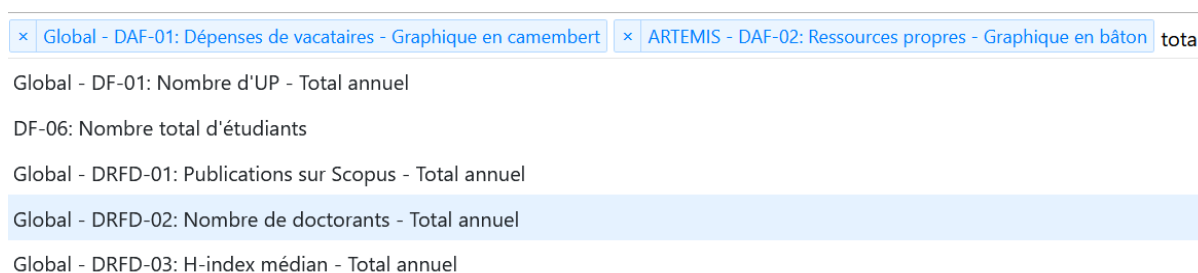 × Global - DAF-01: Dépenses de vacataires - Graphique en camembert × ARTEMIS - DAF-02: Ressources propres - Graphique en bâton tota
Global - DF-01: Nombre d'UP - Total annuel
DF-06: Nombre total d'étudiants
Global - DRFD-01: Publications sur Scopus - Total annuel
Global - DRFD-02: Nombre de doctorants - Total annuel
Global - DRFD-03: H-index médian - Total annuel